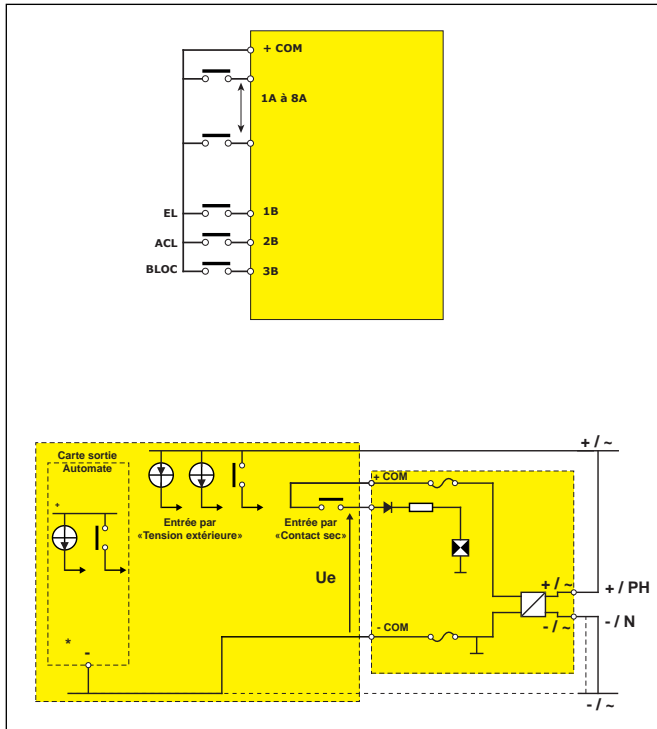 + COM
1A à 8A
EL
1B
ACL
2B
BLOC
3B
+ / ~
Carte sortie
Automate
+
+ COM
Entrée par
«Tension extérieure»
Entrée par
«Contact sec»
Ue
+ / ~
+ / PH
- / ~
- / N
- COM
*
-
- / ~